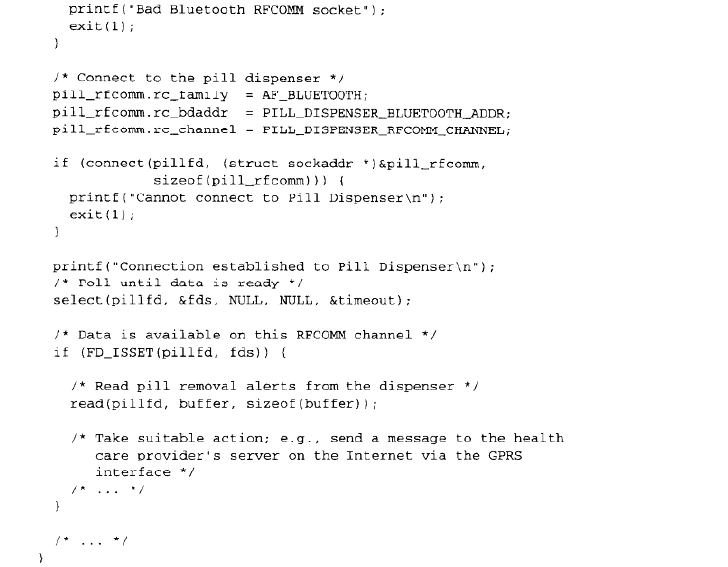 printf("Bad Bluetooth RFCOMM socket");
exit(1);
}
/* Connect to the pill dispenser */
pill_rfcomm.rc_family = AF_BLUETOOTH;
pill_rfcomm.rc_bdaddr = PILL_DISPENSER_BLUETOOTH_ADDR;
pill_rfcomm.rc_channel = PILL_DISPENSER_RFCOMM_CHANNEL;
if (connect(pillfd, (struct sockaddr *)&pill_rfcomm,
sizeof(pill_rfcomm))) {
printf("Cannot connect to Pill Dispenser\n");
exit(1);
}
printf("Connection established to Pill Dispenser\n");
/* Poll until data is ready */
select(pillfd, &fds, NULL, NULL, &timeout);
/* Data is available on this RFCOMM channel */
if (FD_ISSET(pillfd, fds)) {
/* Read pill removal alerts from the dispenser */
read(pillfd, buffer, sizeof(buffer));
/* Take suitable action; e.g., send a message to the health
care provider's server on the Internet via the GPRS
interface */
/* ... */
}
/* ... */
}